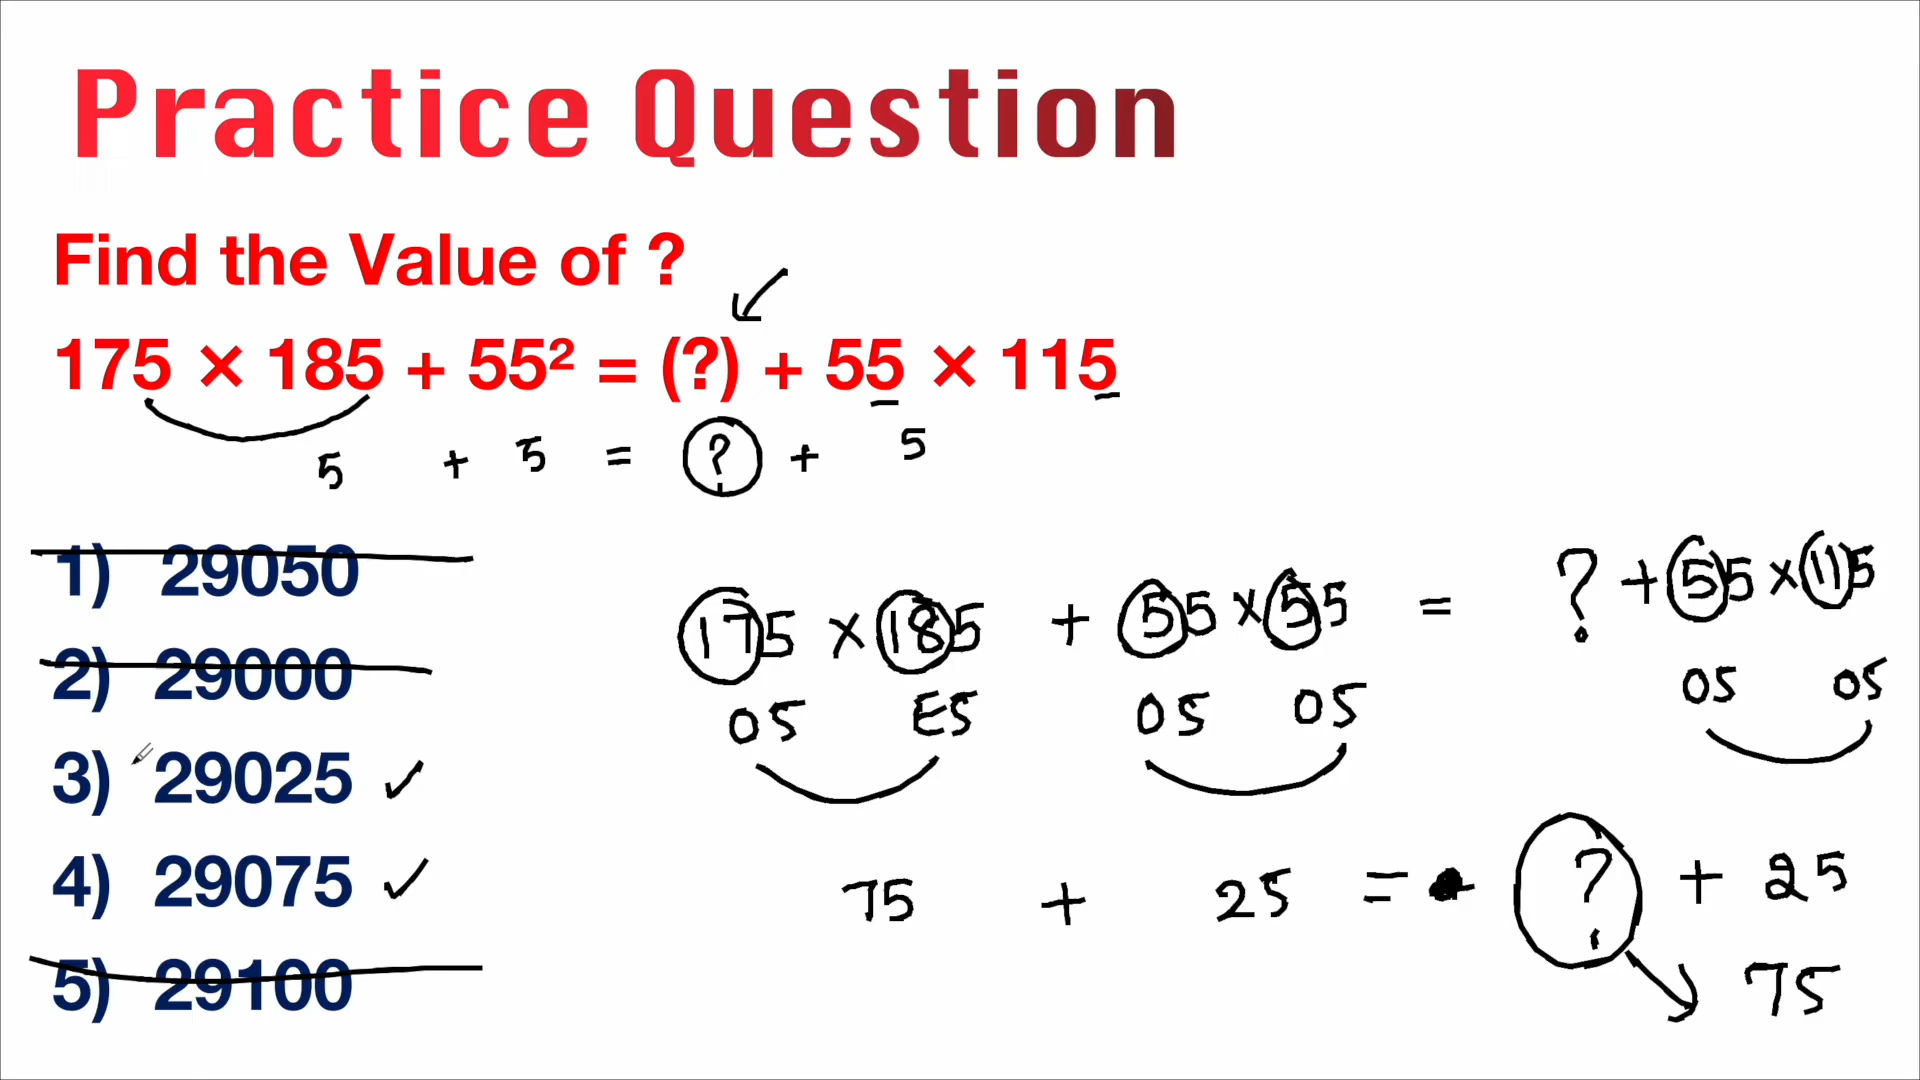 Practice Question
Find the Value of ?
175 × 185 + 55² = (?) + 55 × 115
5 + 5 = ? + 5
1) 29050
2) 29000
3) 29025
4) 29075
5) 29100
175 × 185 + 55 × 55 = ? + 55 × 115
05 E5 05 05 05 05
75 + 25 = ? + 25
75